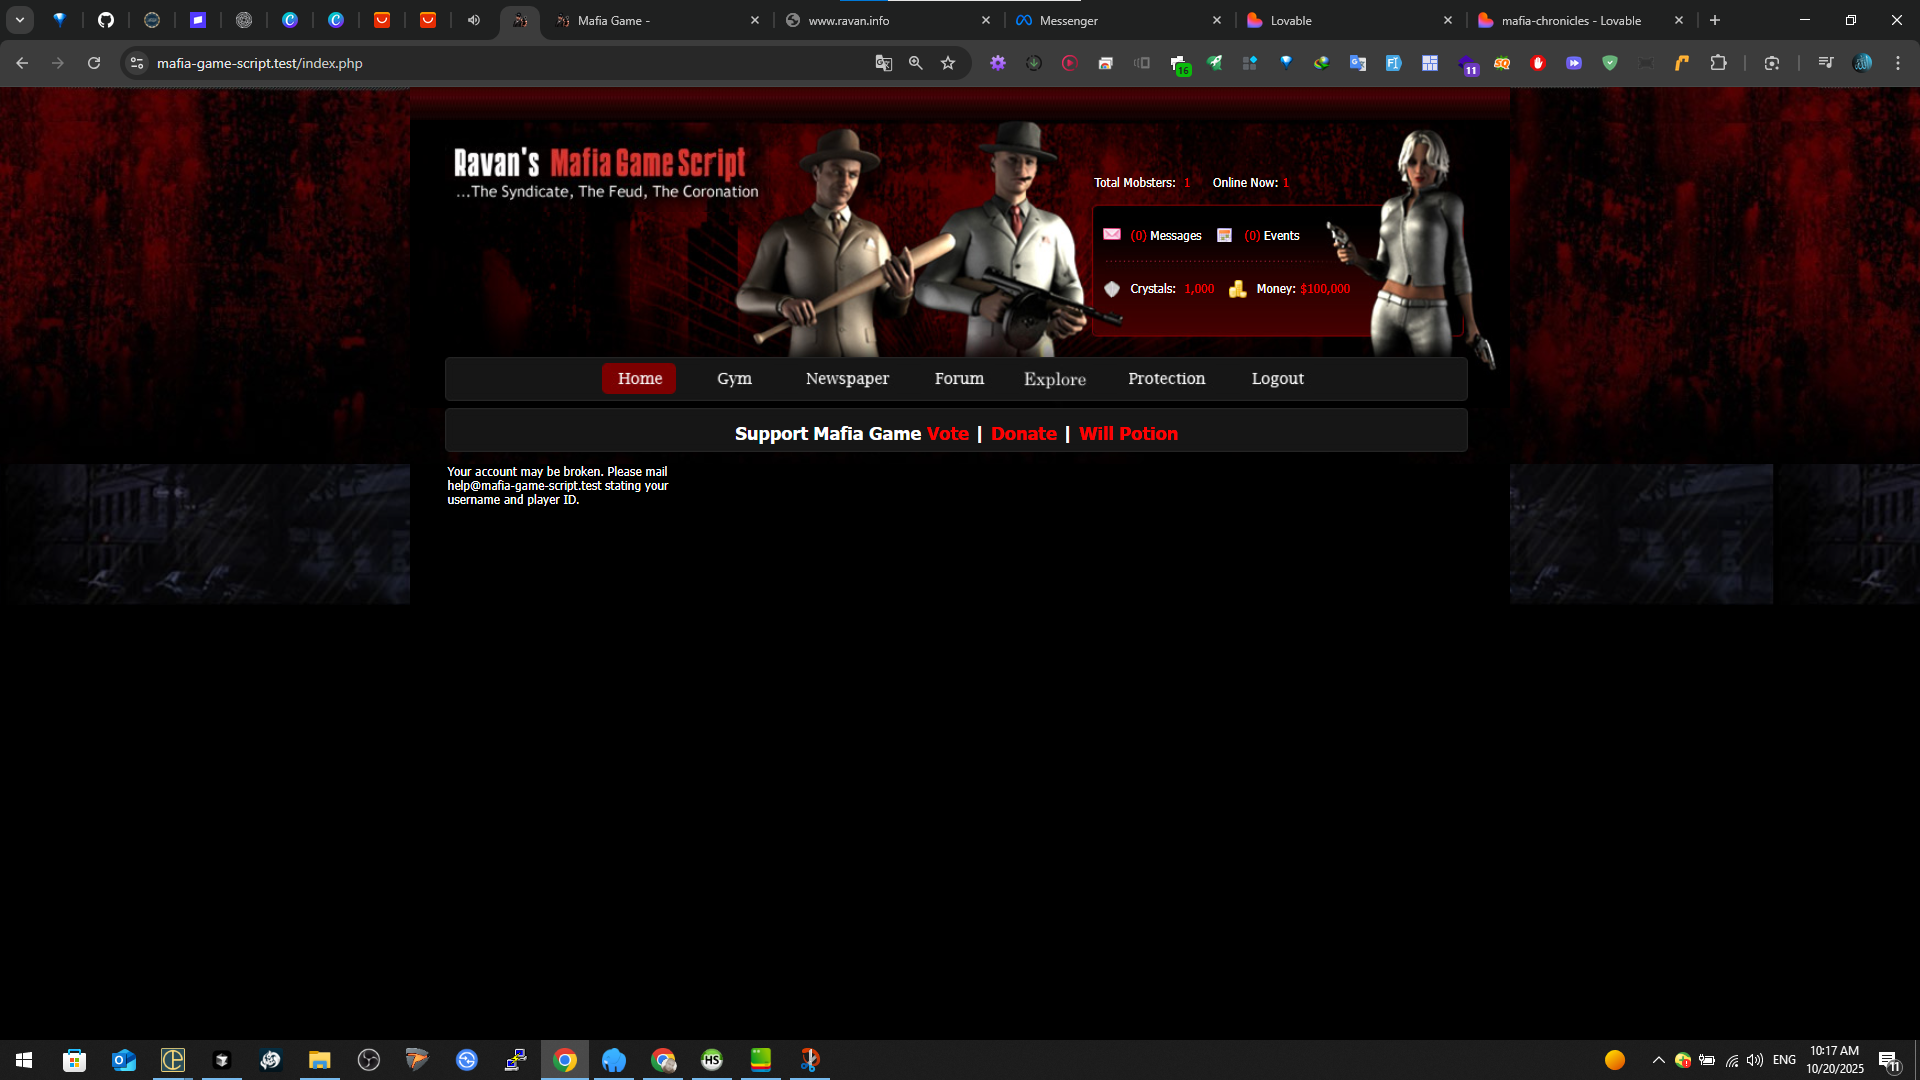 Mafia Game -
www.ravan.info
Messenger
Lovable
mafia-chronicles - Lovable
mafia-game-script.test/index.php
16
11
Ravan's Mafia Game Script
...The Syndicate, The Feud, The Coronation
Total Mobsters: 1 Online Now: 1
(0) Messages (0) Events
Crystals: 1,000 Money: $100,000
Home Gym Newspaper Forum Explore Protection Logout
Support Mafia Game Vote | Donate | Will Potion
Your account may be broken. Please mail
help@mafia-game-script.test stating your
username and player ID.
HS
ENG
10:17 AM
10/20/2025
11